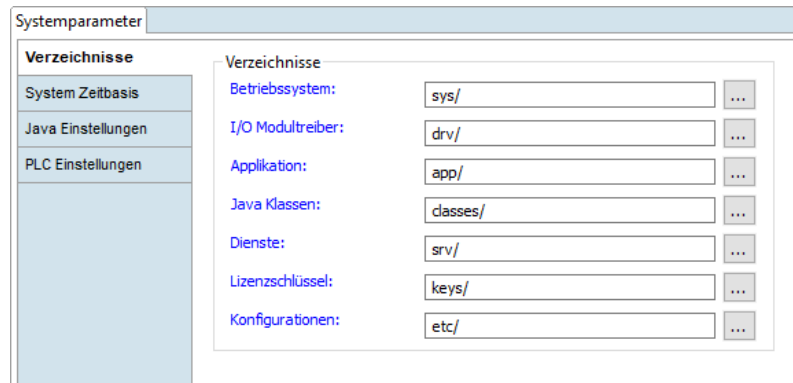 Systemparameter
Verzeichnisse
System Zeitbasis
Java Einstellungen
PLC Einstellungen
Verzeichnisse
Betriebssystem: sys/ ...
I/O Modultreiber: drv/ ...
Applikation: app/ ...
Java Klassen: classes/ ...
Dienste: srv/ ...
Lizenzschlüssel: keys/ ...
Konfigurationen: etc/ ...